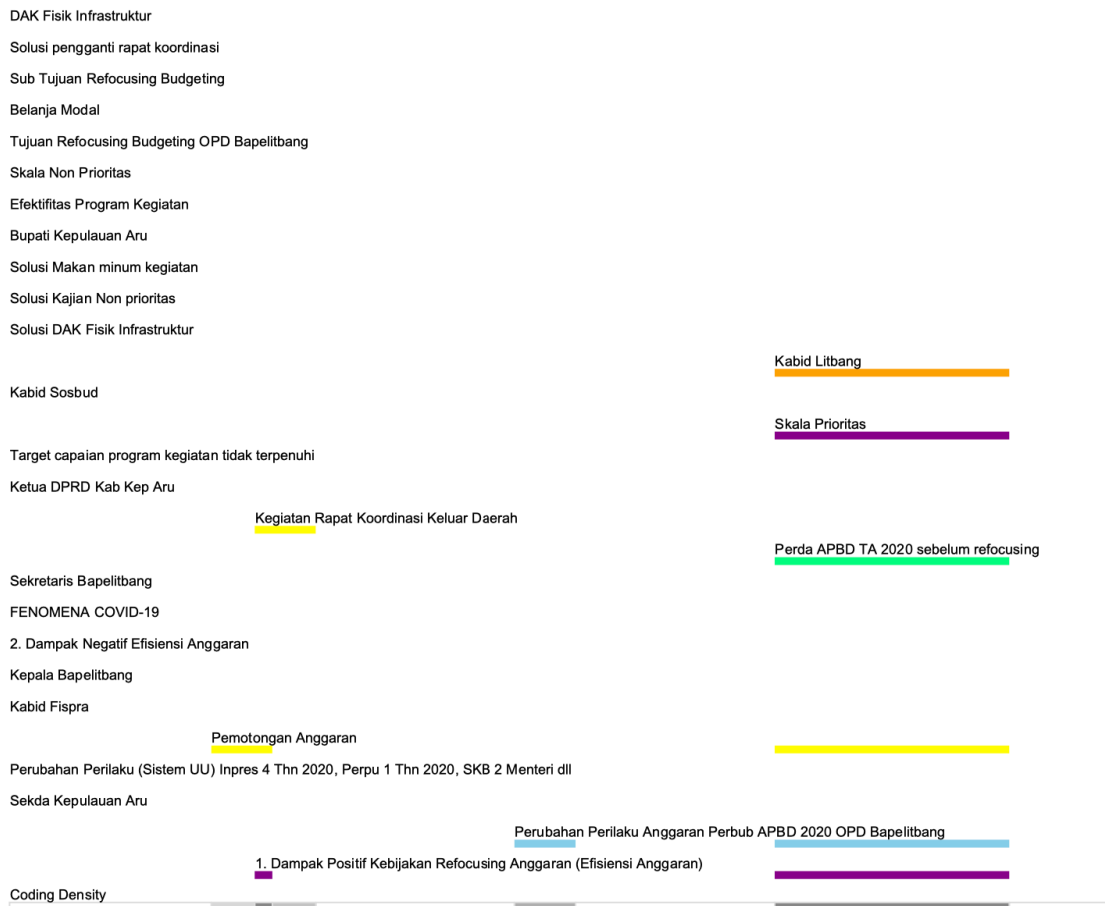 DAK Fisik Infrastruktur
Solusi pengganti rapat koordinasi
Sub Tujuan Refocusing Budgeting
Belanja Modal
Tujuan Refocusing Budgeting OPD Bapelitbang
Skala Non Prioritas
Efektifitas Program Kegiatan
Bupati Kepulauan Aru
Solusi Makan minum kegiatan
Solusi Kajian Non prioritas
Solusi DAK Fisik Infrastruktur
Kabid Litbang
Kabid Sosbud
Skala Prioritas
Target capaian program kegiatan tidak terpenuhi
Ketua DPRD Kab Kep Aru
Kegiatan Rapat Koordinasi Keluar Daerah
Perda APBD TA 2020 sebelum refocusing
Sekretaris Bapelitbang
FENOMENA COVID-19
2. Dampak Negatif Efisiensi Anggaran
Kepala Bapelitbang
Kabid Fispra
Pemotongan Anggaran
Perubahan Perilaku (Sistem UU) Inpres 4 Thn 2020, Perpu 1 Thn 2020, SKB 2 Menteri dll
Sekda Kepulauan Aru
Perubahan Perilaku Anggaran Perbub APBD 2020 OPD Bapelitbang
1. Dampak Positif Kebijakan Refocusing Anggaran (Efisiensi Anggaran)
Coding Density